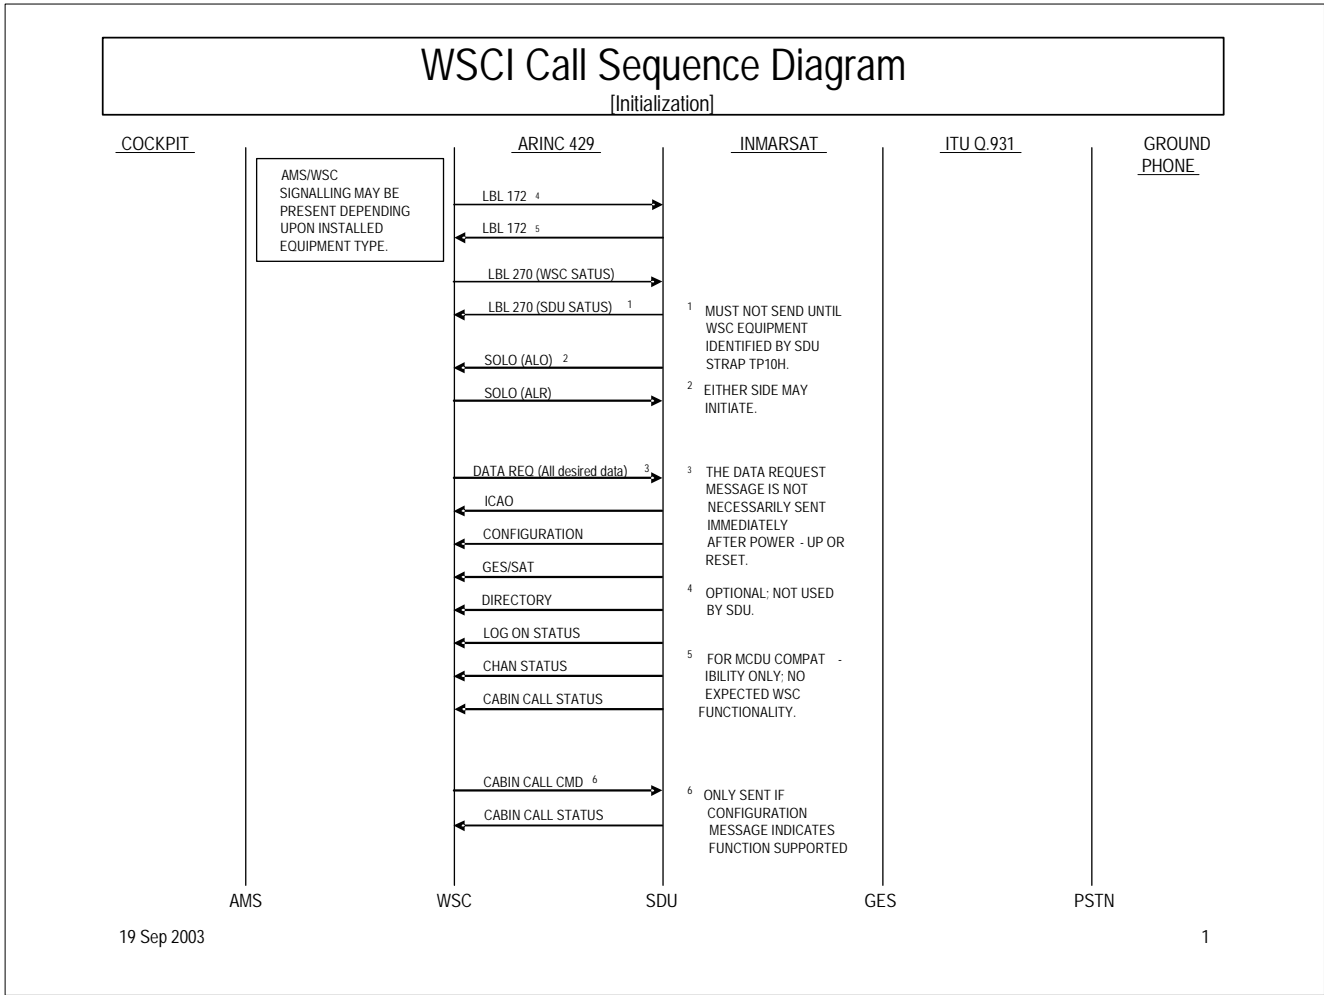 WSCI Call Sequence Diagram
[Initialization]
COCKPIT
ARINC 429
INMARSAT
ITU Q.931
GROUND
PHONE
AMS/WSC
SIGNALLING MAY BE
PRESENT DEPENDING
UPON INSTALLED
EQUIPMENT TYPE.
LBL 172 4
LBL 172 5
LBL 270 (WSC SATUS)
LBL 270 (SDU SATUS) 1
SOLO (ALO) 2
SOLO (ALR)
DATA REQ (All desired data) 3
ICAO
CONFIGURATION
GES/SAT
DIRECTORY
LOG ON STATUS
CHAN STATUS
CABIN CALL STATUS
CABIN CALL CMD 6
CABIN CALL STATUS
1 MUST NOT SEND UNTIL
WSC EQUIPMENT
IDENTIFIED BY SDU
STRAP TP10H.
2 EITHER SIDE MAY
INITIATE.
3 THE DATA REQUEST
MESSAGE IS NOT
NECESSARILY SENT
IMMEDIATELY
AFTER POWER - UP OR
RESET.
4 OPTIONAL; NOT USED
BY SDU.
5 FOR MCDU COMPAT -
IBILITY ONLY; NO
EXPECTED WSC
FUNCTIONALITY.
6 ONLY SENT IF
CONFIGURATION
MESSAGE INDICATES
FUNCTION SUPPORTED
AMS
WSC
SDU
GES
PSTN
19 Sep 2003
1